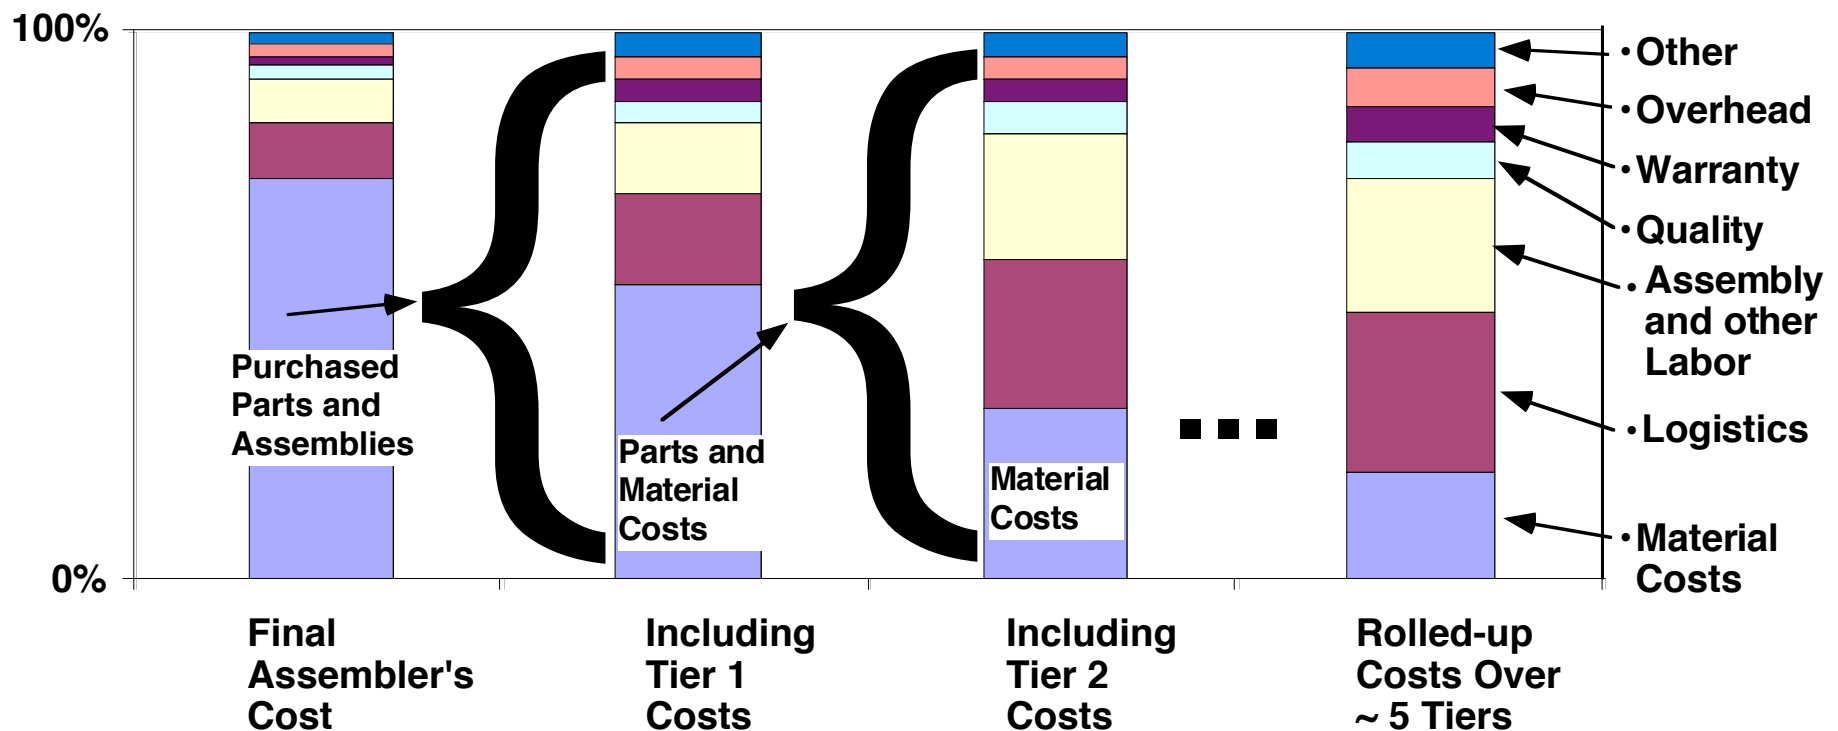 100%
0%
Purchased
Parts and
Assemblies
Parts and
Material
Costs
Material
Costs
• Other
• Overhead
• Warranty
• Quality
• Assembly
and other
Labor
• Logistics
• Material
Costs
Final
Assembler's
Cost
Including
Tier 1
Costs
Including
Tier 2
Costs
Rolled-up
Costs Over
~ 5 Tiers